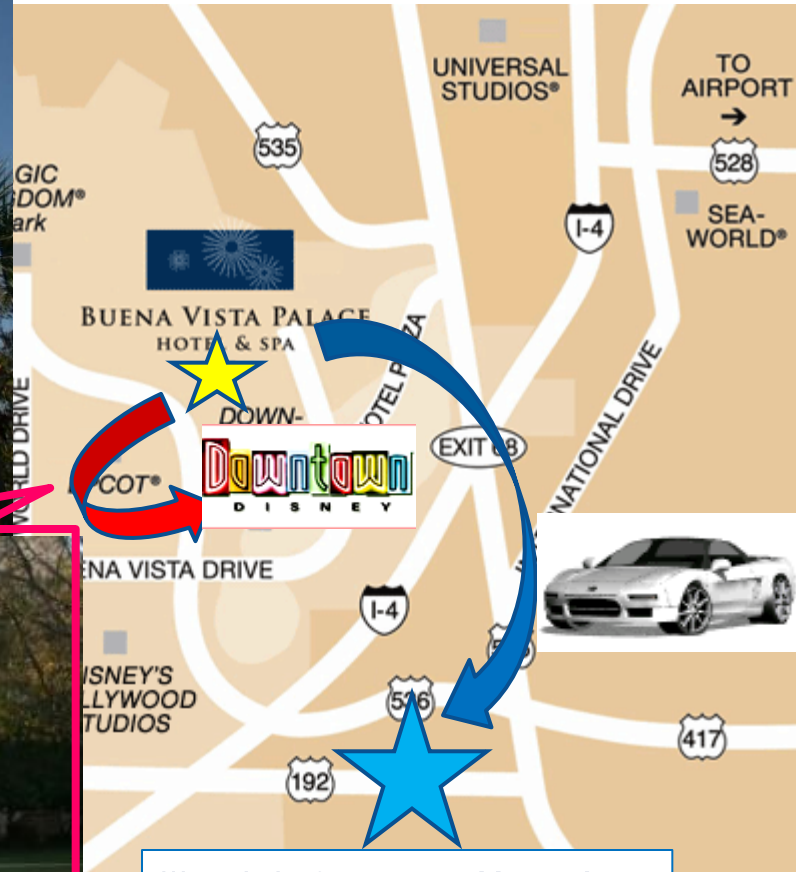 UNIVERSAL
STUDIOS®
TO
AIRPORT
→
535
528
GIC
DOM®
ark
I-4
SEA-
WORLD®
BUENA VISTA PALACE
HOTEL & SPA
HOTEL PLAZA
DOWN-
WORLD DRIVE
EXIT 68
INTERNATIONAL DRIVE
Downtown
DISNEY
EPCOT®
ENA VISTA DRIVE
I-4
ISNEY'S
LLYWOOD
TUDIOS
536
417
192